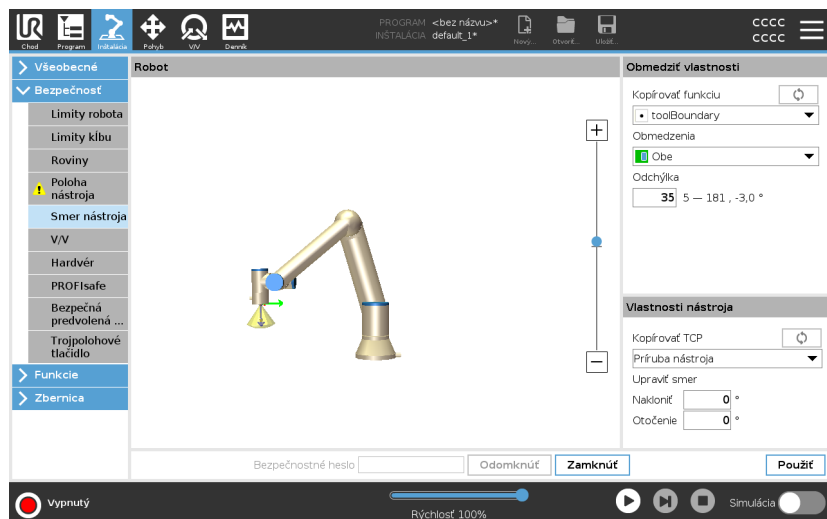 UR
Chod
Program
Inštalácia
Pohyb
V/V
Denník
PROGRAM <bez názvu>*
INŠTALÁCIA default_1*
Nový...
Otvoriť...
Uložiť...
CCCC
CCCC
Všeobecné
Bezpečnosť
Limity robota
Limity kĺbu
Roviny
Poloha
nástroja
Smer nástroja
V/V
Hardvér
PROFIsafe
Bezpečná
predvolená ...
Trojpolohové
tlačidlo
Funkcie
Zbernica
Robot
Obmedziť vlastnosti
Kopírovať funkciu
toolBoundary
Obmedzenia
Obe
Odchýlka
35 5 — 181 , -3,0 °
Vlastnosti nástroja
Kopírovať TCP
Príruba nástroja
Upraviť smer
Nakloniť 0 °
Otočenie 0 °
Bezpečnostné heslo Odomknúť Zamknúť Použiť
Vypnutý
Rýchlosť 100%
Simulácia